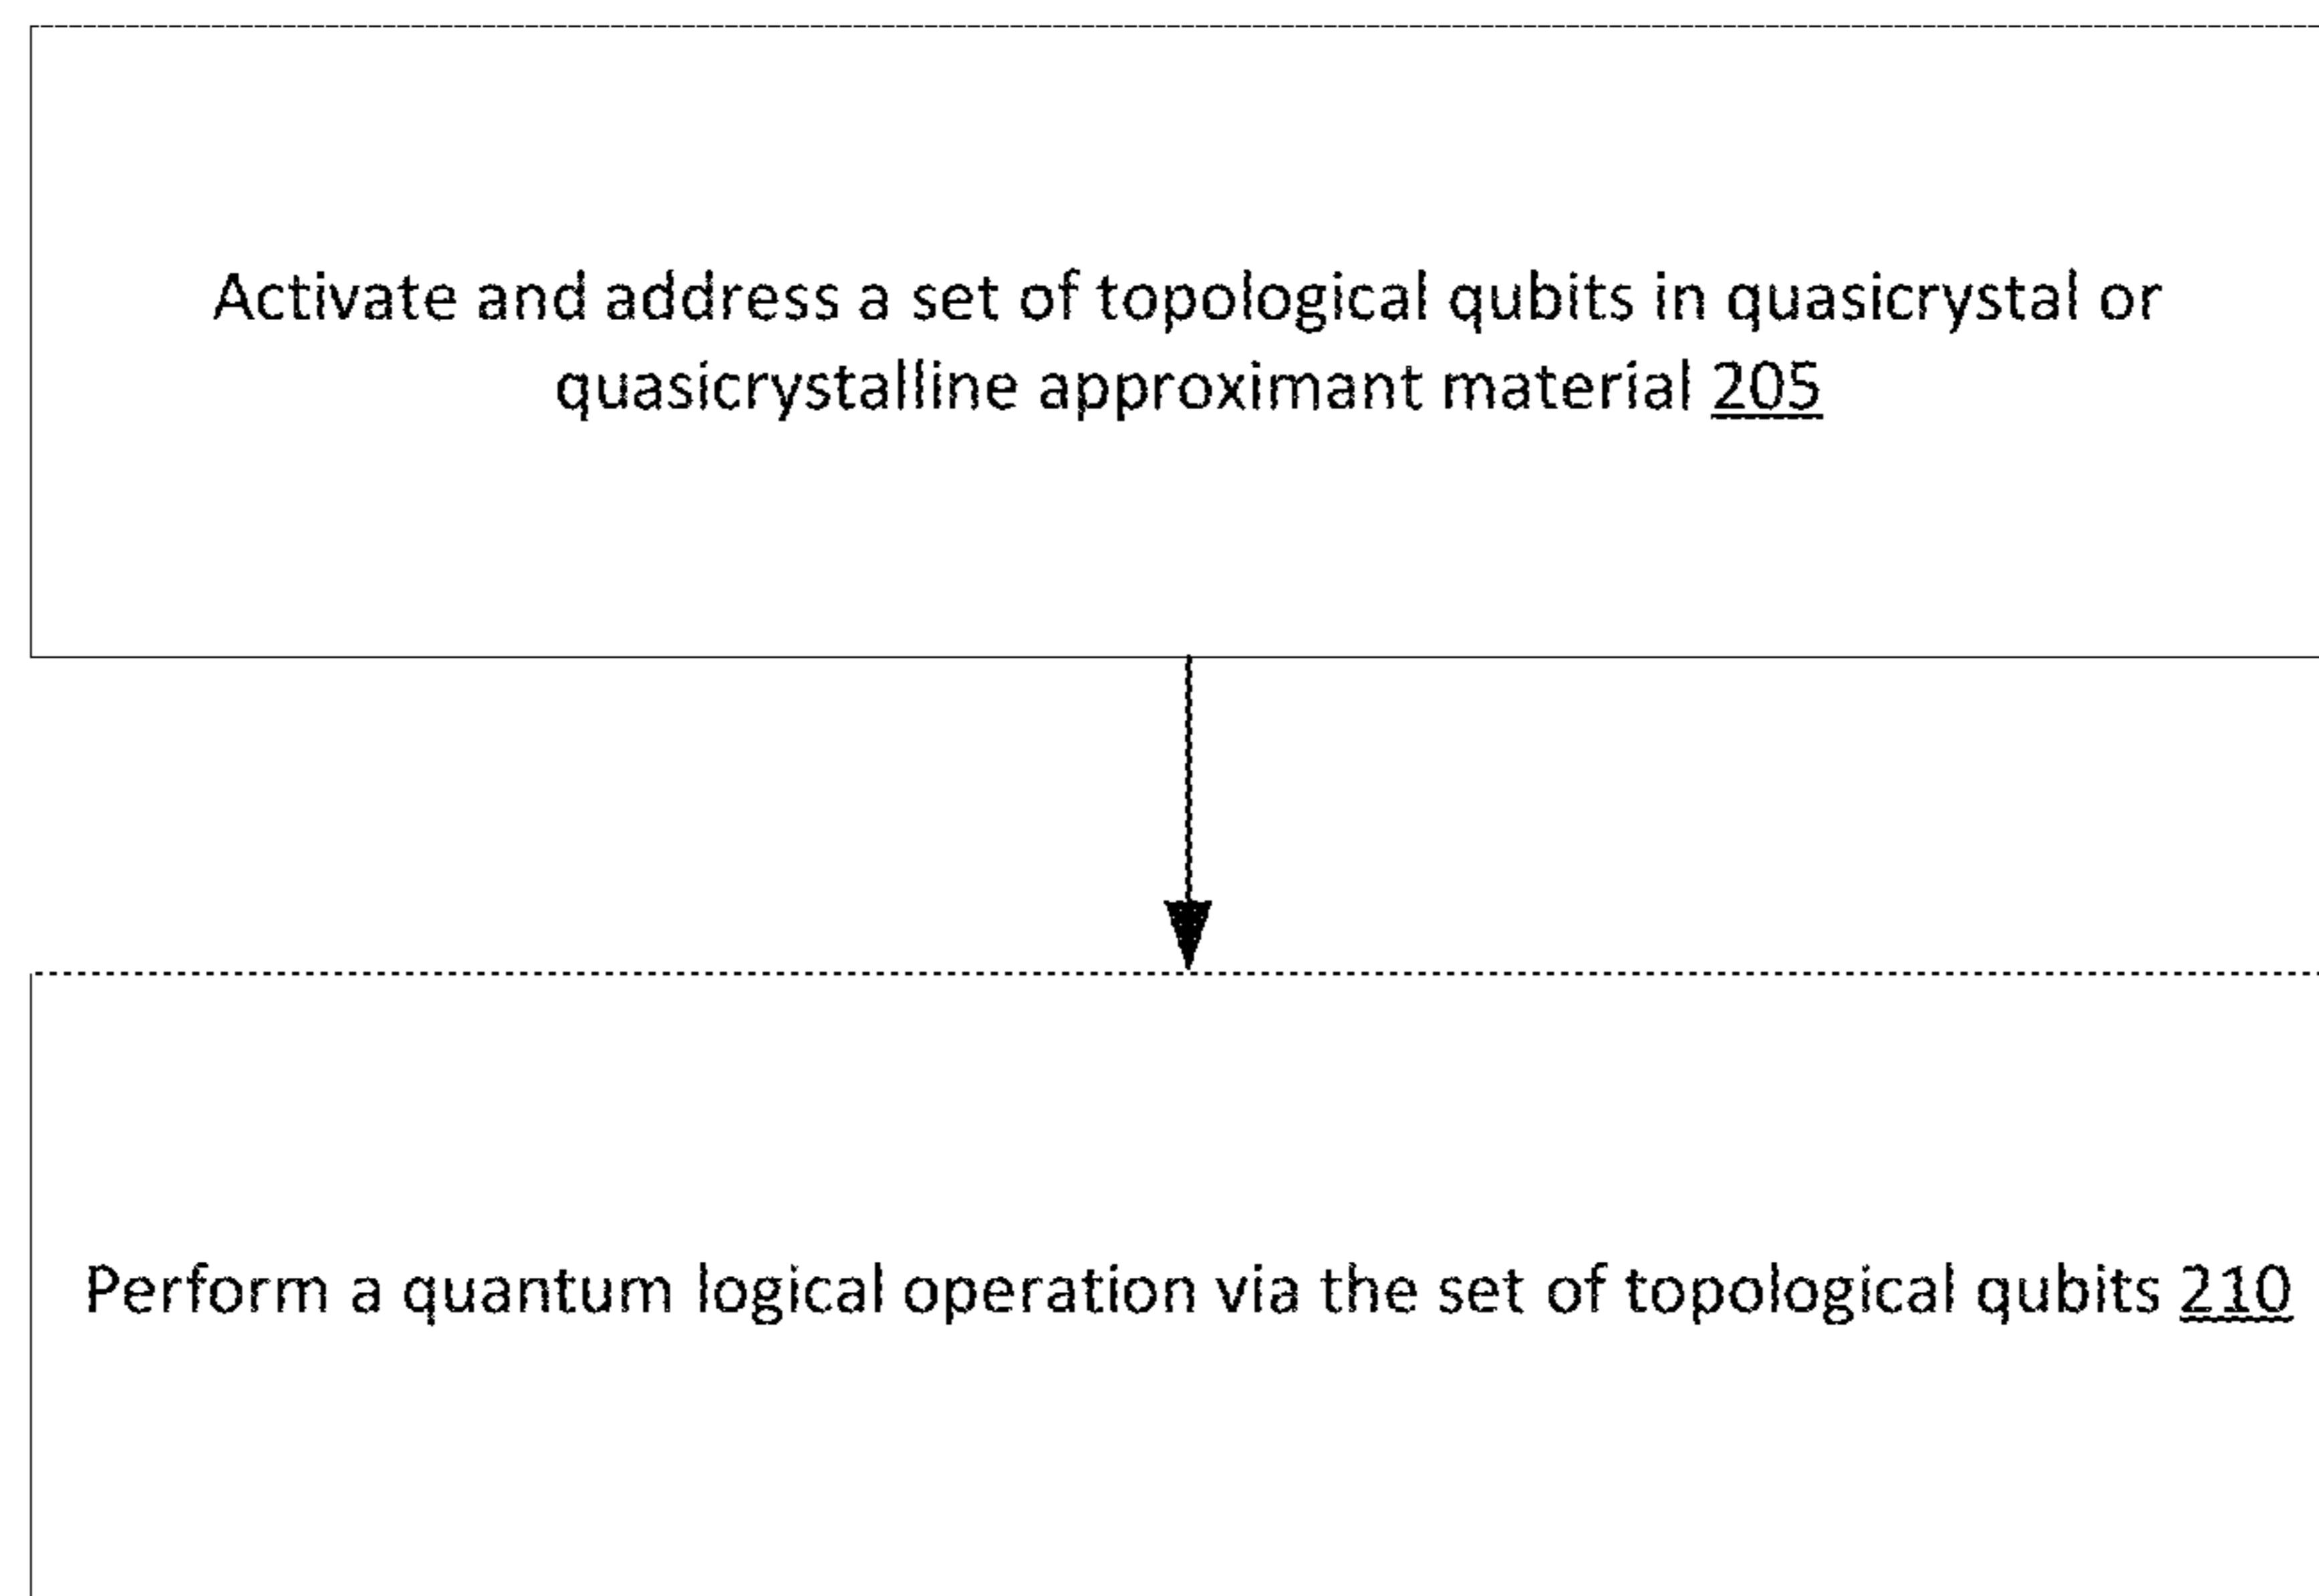 Activate and address a set of topological qubits in quasicrystal or
quasicrystalline approximant material 205
Perform a quantum logical operation via the set of topological qubits 210